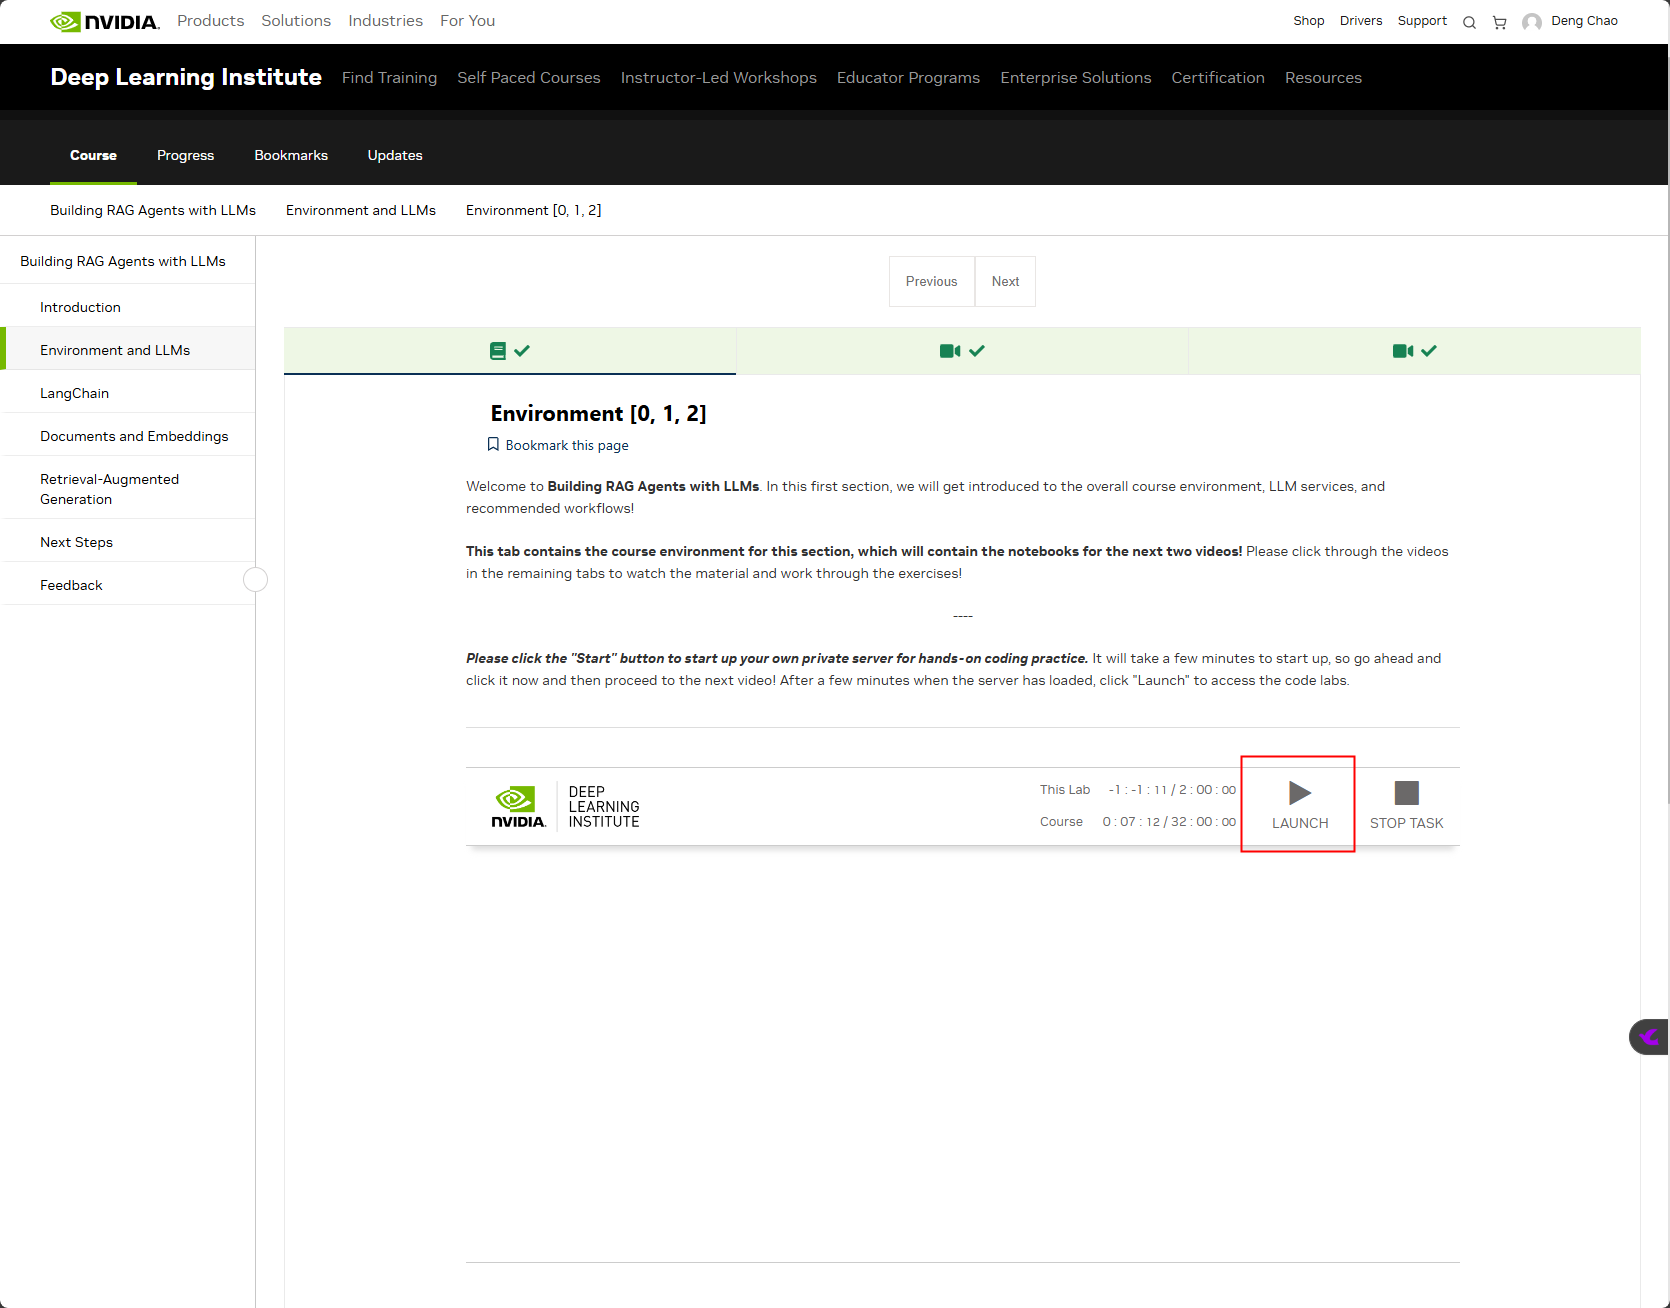 NVIDIA. Products Solutions Industries For You Shop Drivers Support Deng Chao
Deep Learning Institute Find Training Self Paced Courses Instructor-Led Workshops Educator Programs Enterprise Solutions Certification Resources
Course Progress Bookmarks Updates
Building RAG Agents with LLMs Environment and LLMs Environment [0, 1, 2]
Building RAG Agents with LLMs
Introduction
Environment and LLMs
LangChain
Documents and Embeddings
Retrieval-Augmented
Generation
Next Steps
Feedback
Previous Next
Environment [0, 1, 2]
Bookmark this page
Welcome to Building RAG Agents with LLMs. In this first section, we will get introduced to the overall course environment, LLM services, and
recommended workflows!
This tab contains the course environment for this section, which will contain the notebooks for the next two videos! Please click through the videos
in the remaining tabs to watch the material and work through the exercises!
----
Please click the "Start" button to start up your own private server for hands-on coding practice. It will take a few minutes to start up, so go ahead and
click it now and then proceed to the next video! After a few minutes when the server has loaded, click "Launch" to access the code labs.
NVIDIA.
DEEP
LEARNING
INSTITUTE
This Lab -1 : -1 : 11 / 2 : 00 : 00
Course 0 : 07 : 12 / 32 : 00 : 00
LAUNCH
STOP TASK